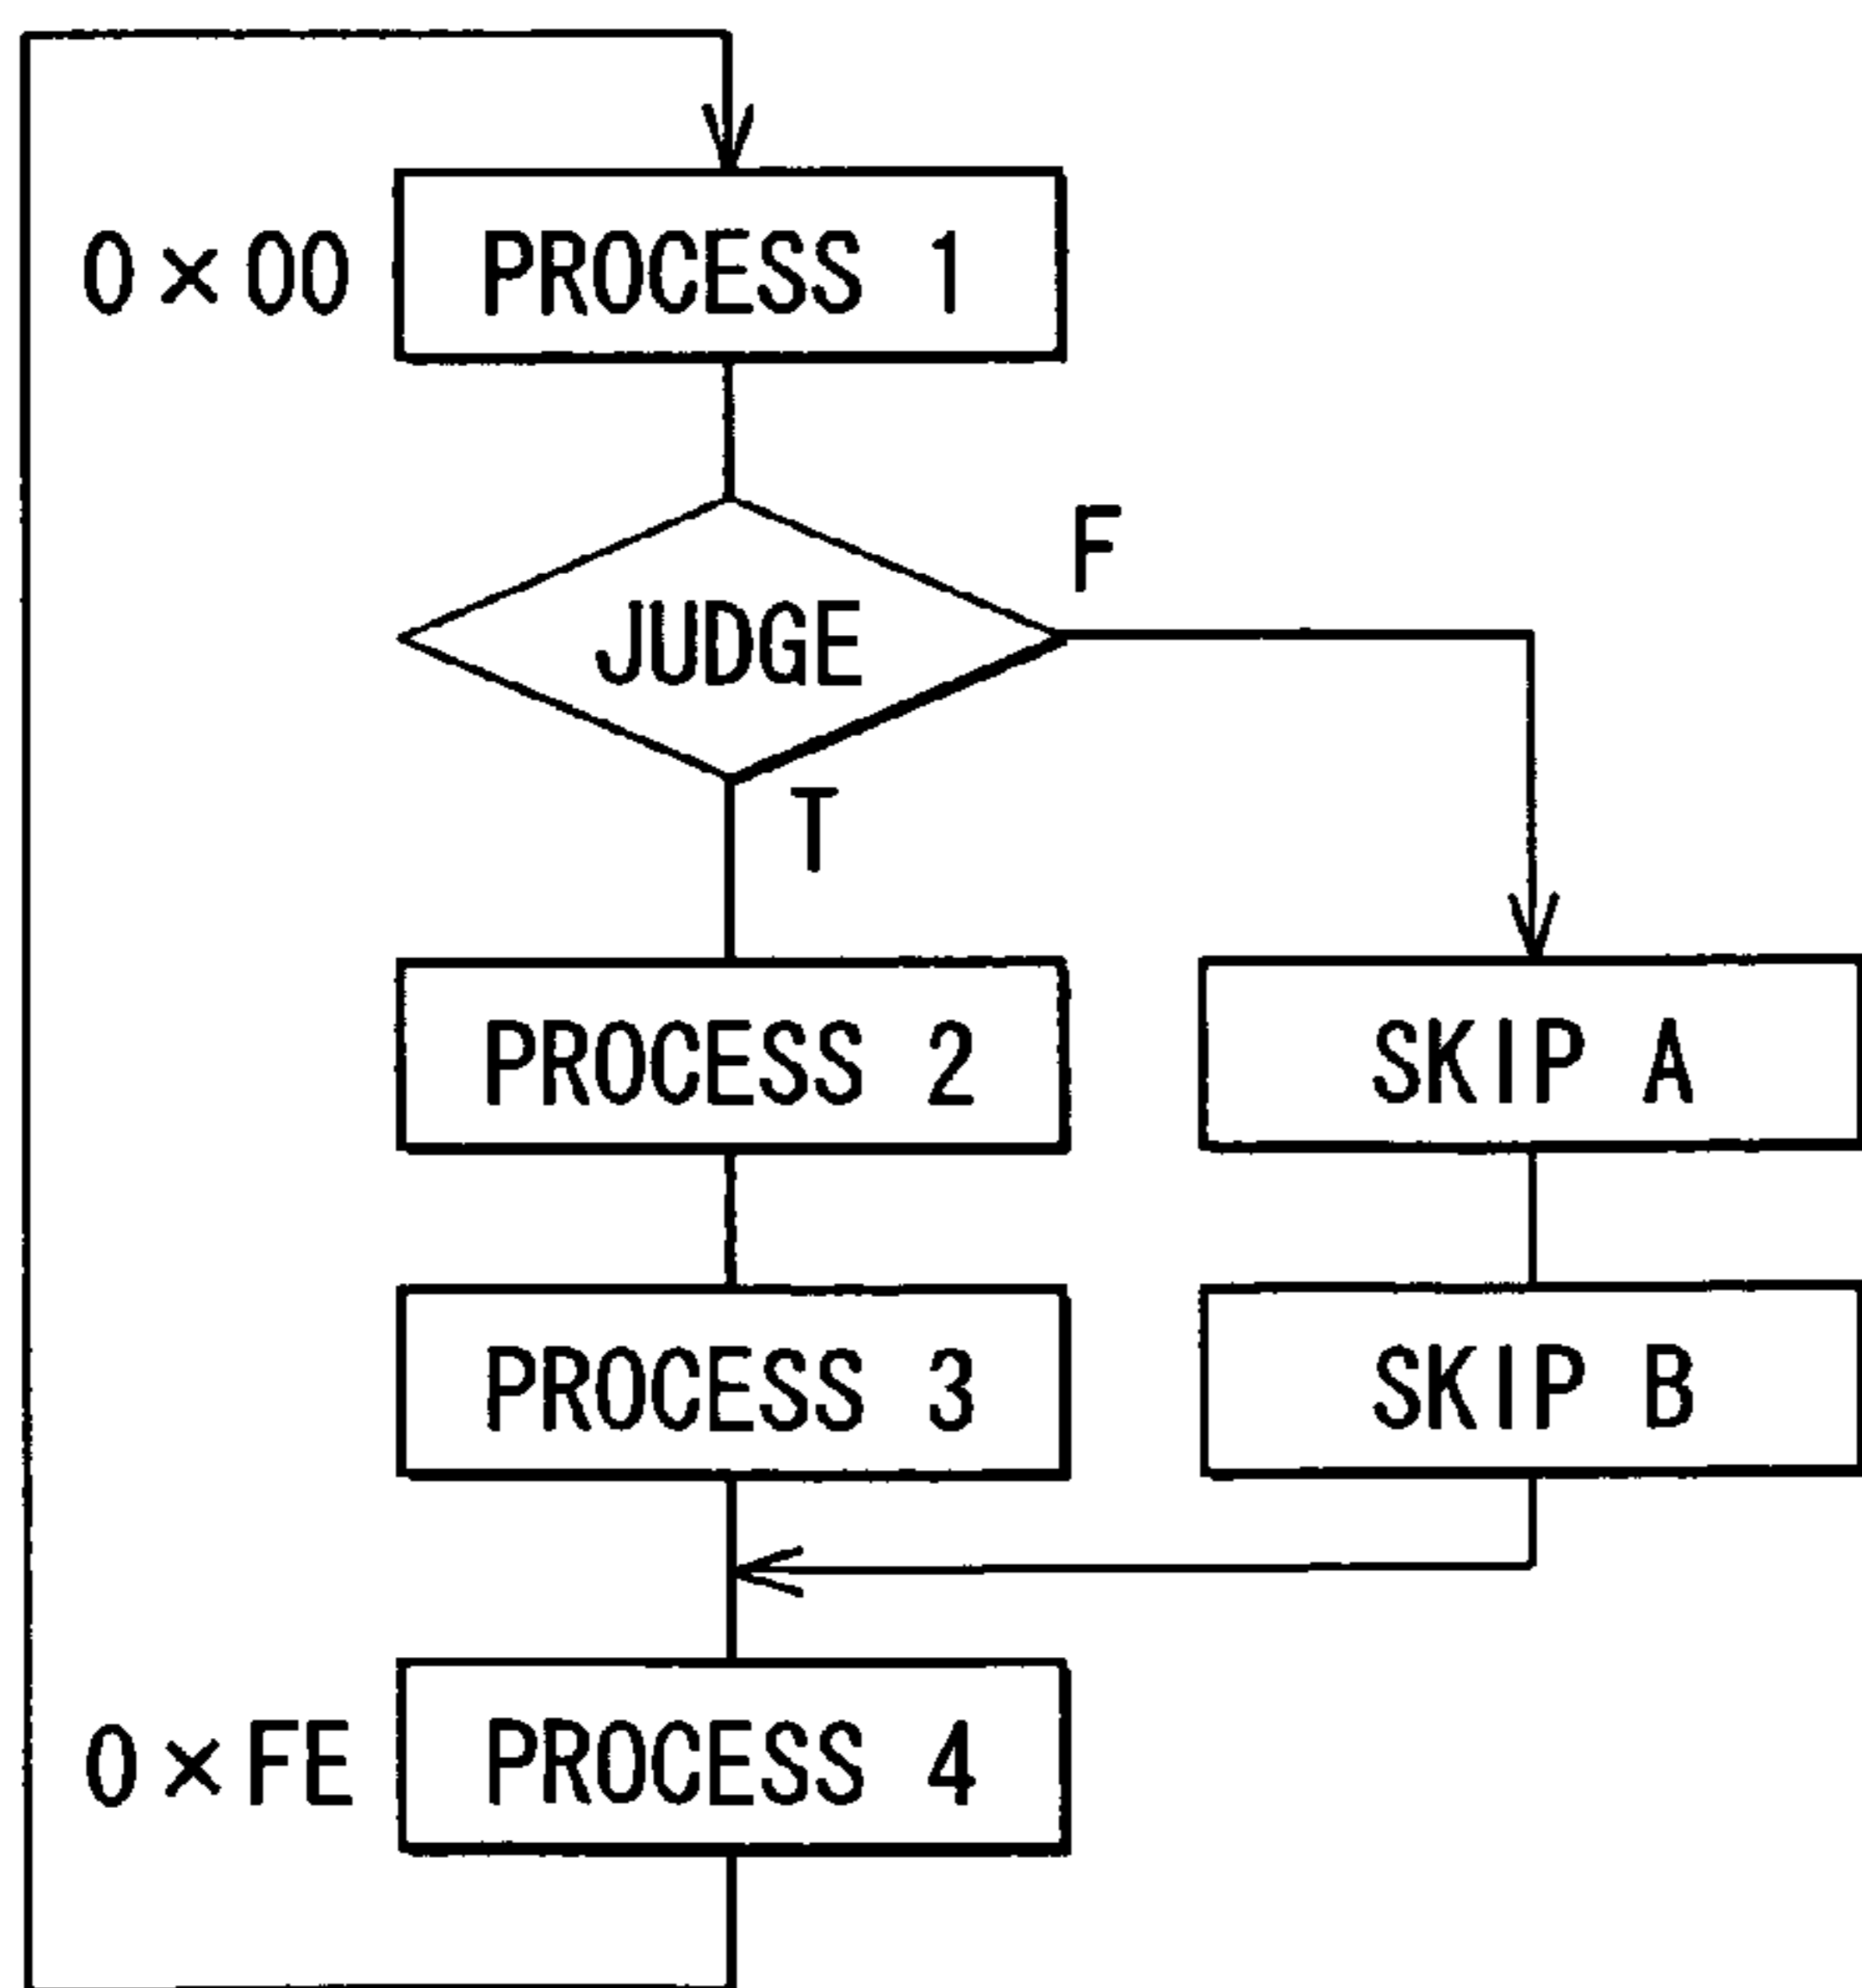 0×00 PROCESS 1
F
JUDGE
T
PROCESS 2
SKIP A
PROCESS 3
SKIP B
0×FE PROCESS 4